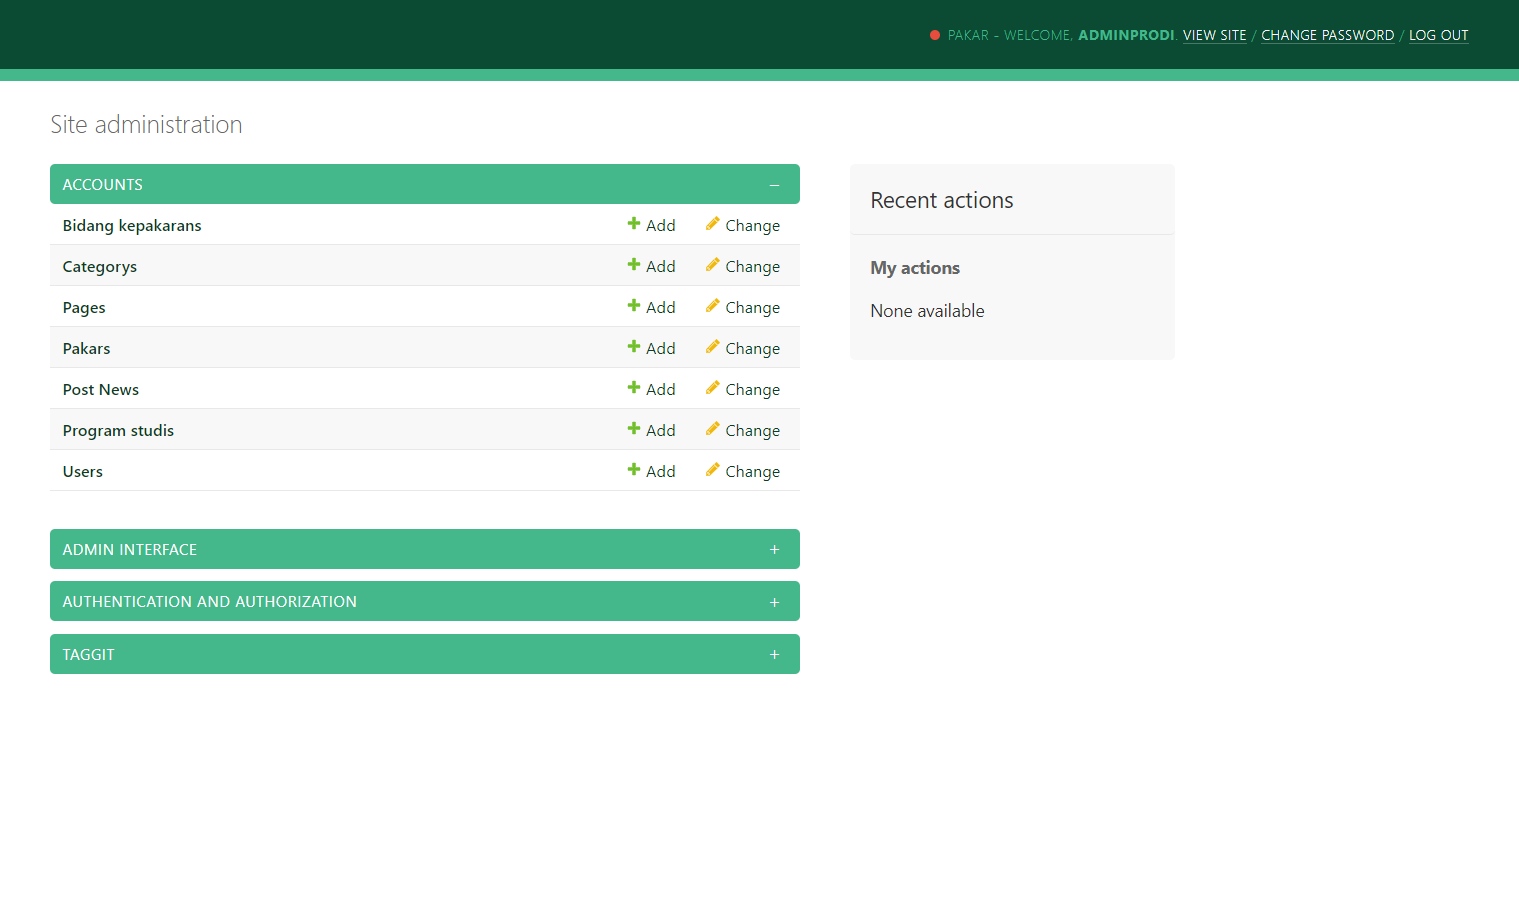 PAKAR - WELCOME, ADMINPRODI. VIEW SITE / CHANGE PASSWORD / LOG OUT
Site administration
ACCOUNTS –
Bidang kepakarans Add Change
Categorys Add Change
Pages Add Change
Pakars Add Change
Post News Add Change
Program studis Add Change
Users Add Change
ADMIN INTERFACE +
AUTHENTICATION AND AUTHORIZATION +
TAGGIT +
Recent actions
My actions
None available